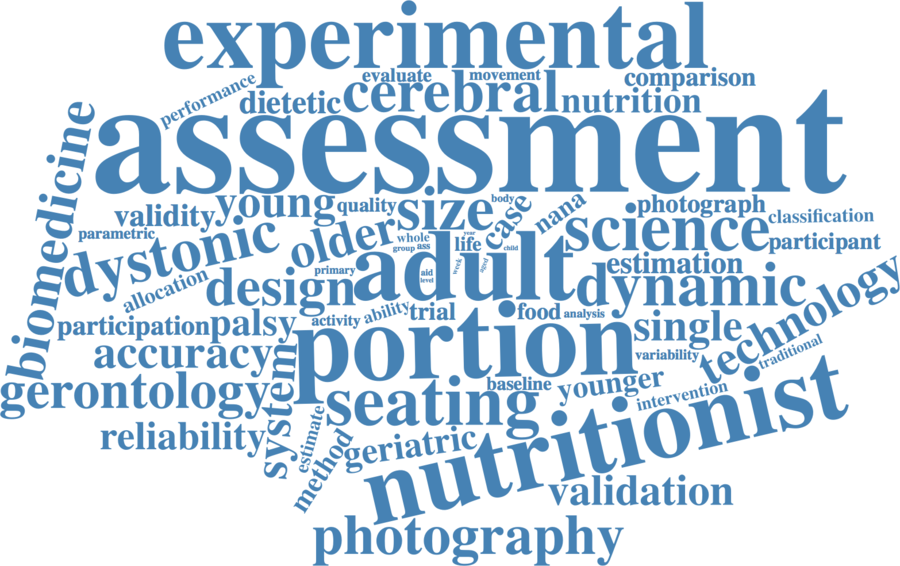 experimental
performance
evaluate
movement
comparison
dietetic
cerebral
nutrition
assessment
biomedicine
validity
young
quality
size
body
case
nana
photograph
classification
parametric
dystonic
older
whole
group
ass
life
year
child
science
participant
allocation
primary
design
adult
aid
level
week
aged
estimation
dynamic
technology
participation
palsy
activity
ability
trial
food
analysis
single
portion
variability
traditional
accuracy
system
gerontology
seating
baseline
younger
intervention
nutritionist
reliability
estimate
method
geriatric
validation
photography